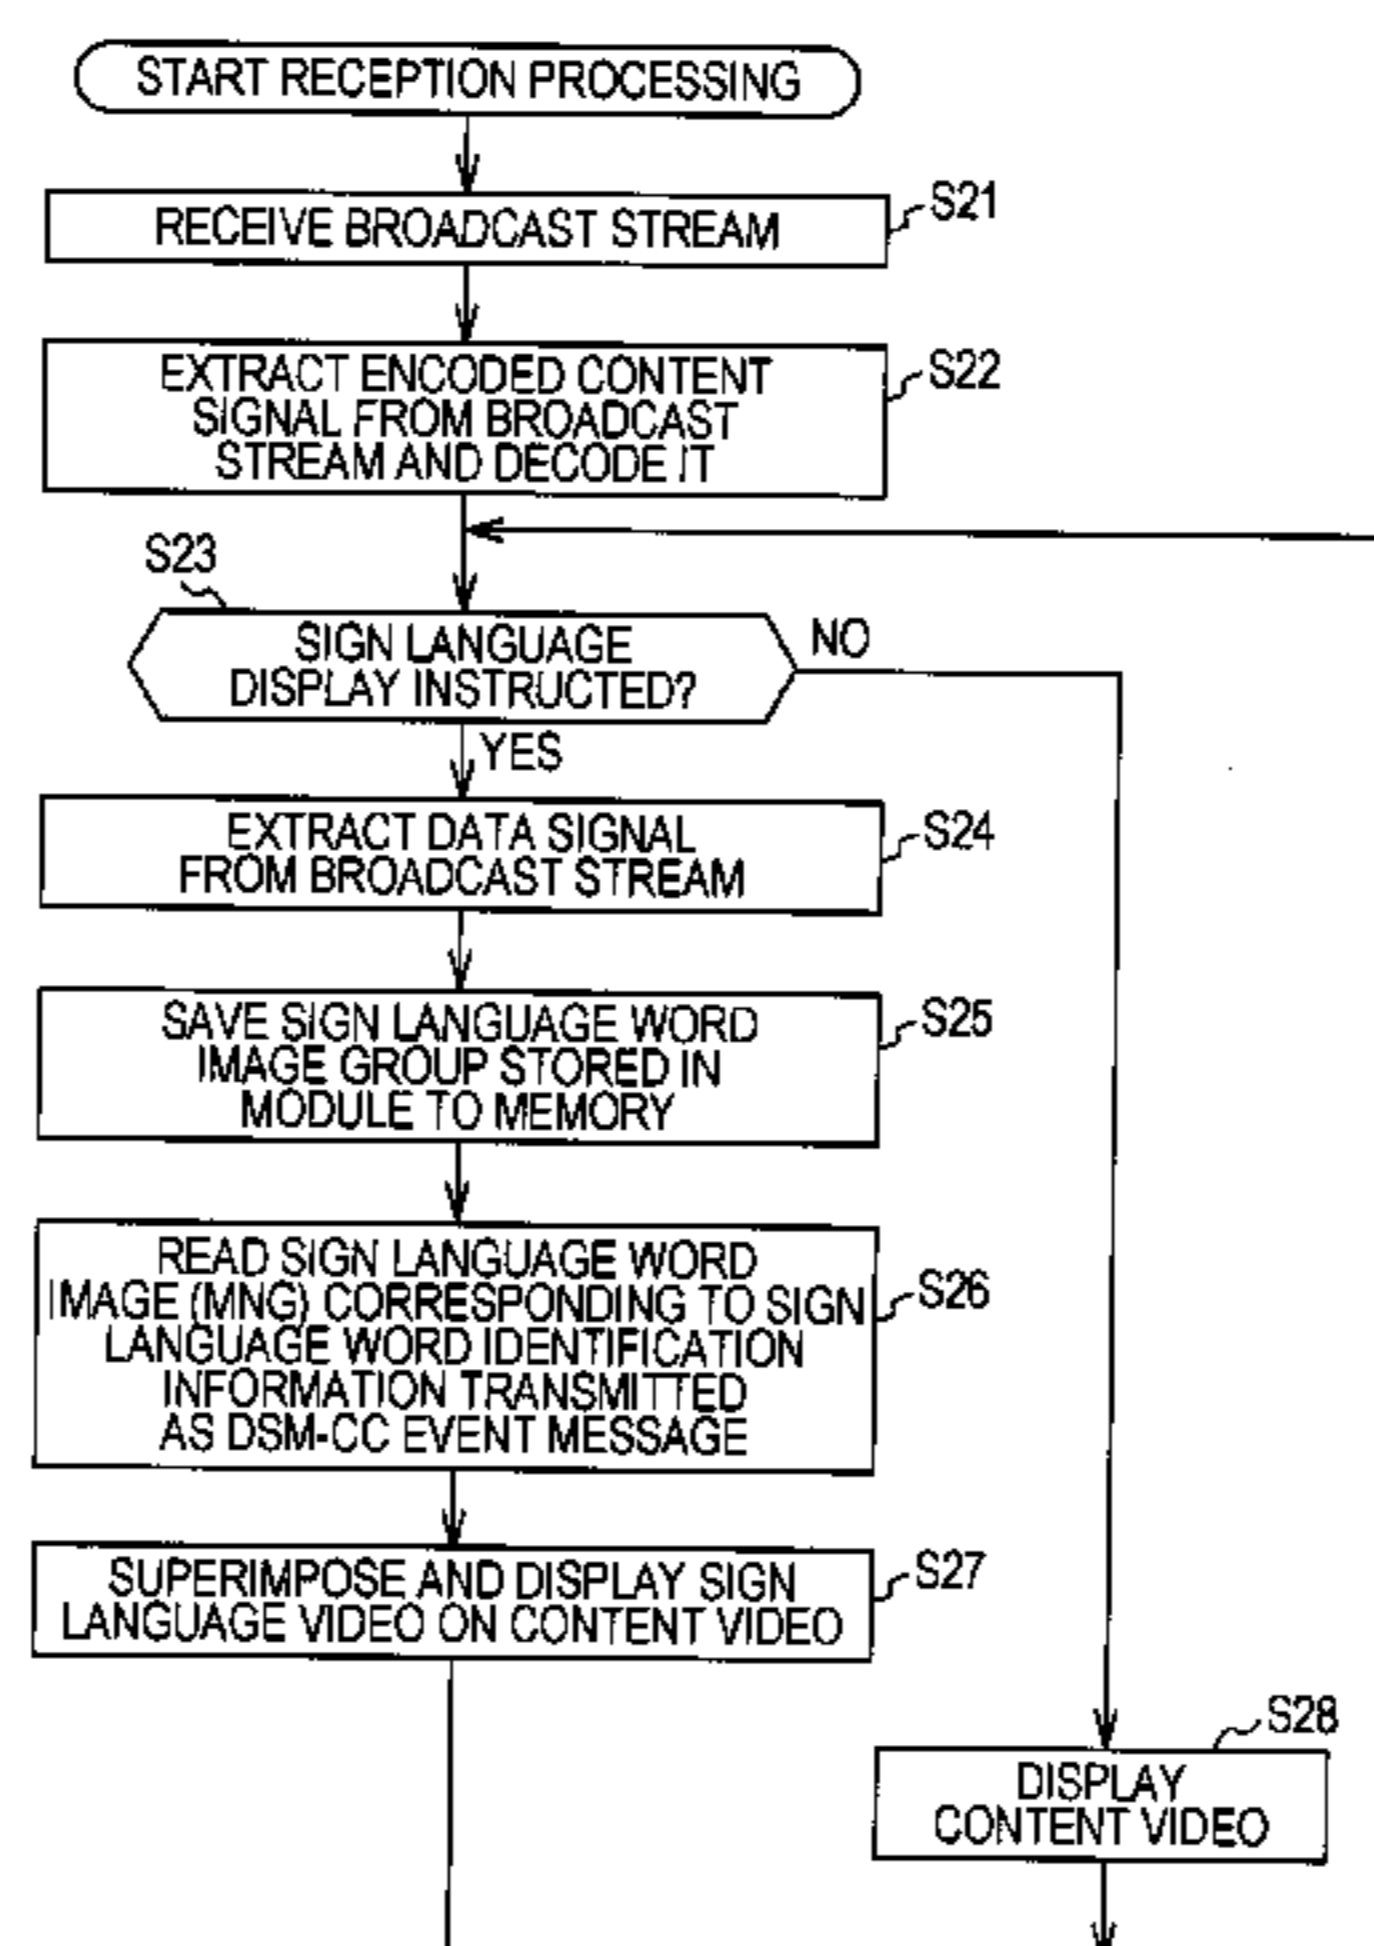 START RECEPTION PROCESSING
RECEIVE BROADCAST STREAM
S21
EXTRACT ENCODED CONTENT
SIGNAL FROM BROADCAST
STREAM AND DECODE IT
S22
S23
SIGN LANGUAGE
DISPLAY INSTRUCTED?
NO
YES
EXTRACT DATA SIGNAL
FROM BROADCAST STREAM
S24
SAVE SIGN LANGUAGE WORD
IMAGE GROUP STORED IN
MODULE TO MEMORY
S25
READ SIGN LANGUAGE WORD
IMAGE (MNG) CORRESPONDING TO SIGN
LANGUAGE WORD IDENTIFICATION
INFORMATION TRANSMITTED
AS DSM-CC EVENT MESSAGE
S26
SUPERIMPOSE AND DISPLAY SIGN
LANGUAGE VIDEO ON CONTENT VIDEO
S27
S28
DISPLAY
CONTENT VIDEO